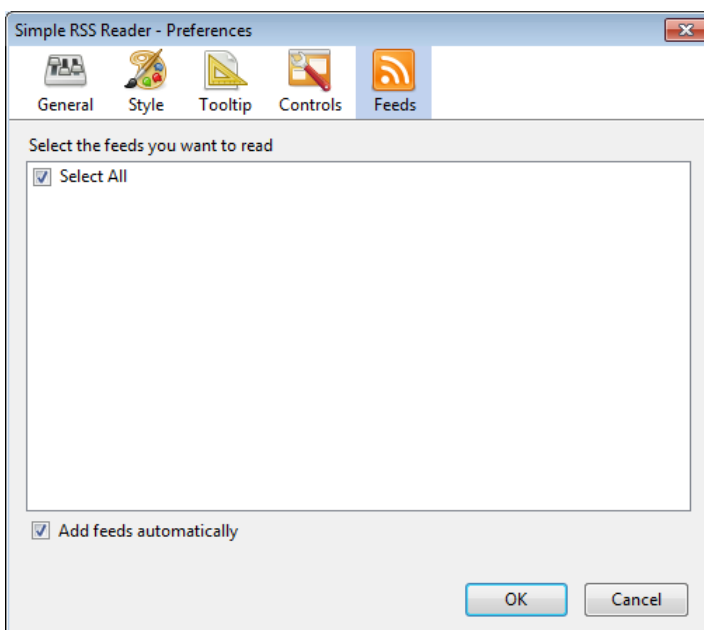 Simple RSS Reader - Preferences
General Style Tooltip Controls Feeds
Select the feeds you want to read
Select All
Add feeds automatically
OK Cancel